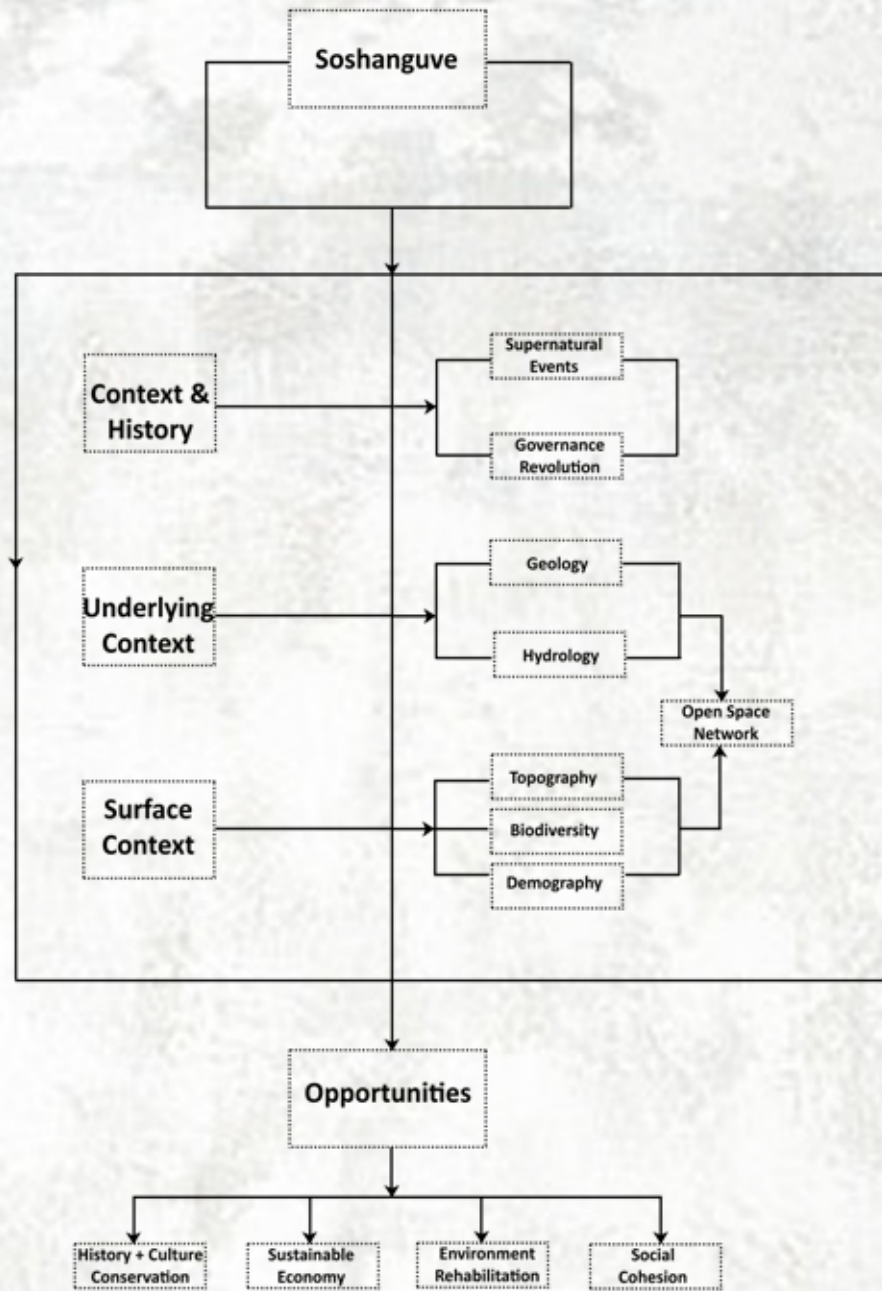 Soshanguve
Context &
History
Supernatural
Events
Governance
Revolution
Underlying
Context
Geology
Hydrology
Open Space
Network
Surface
Context
Topography
Biodiversity
Demography
Opportunities
History + Culture
Conservation
Sustainable
Economy
Environment
Rehabilitation
Social
Cohesion